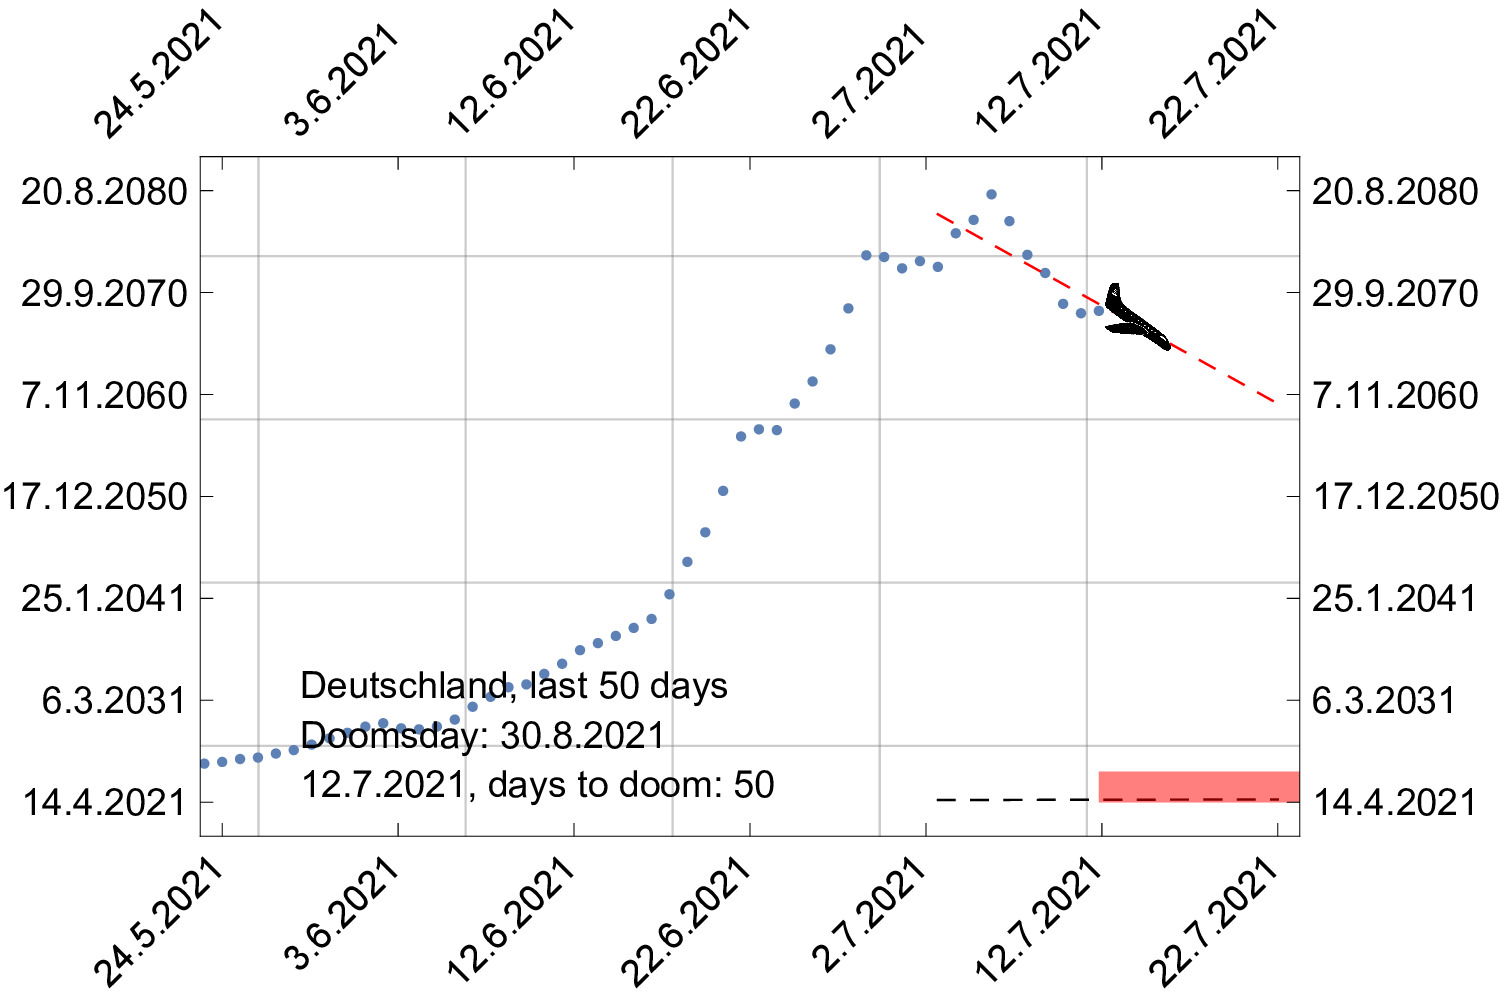 24.5.2021 3.6.2021 12.6.2021 22.6.2021 2.7.2021 12.7.2021 22.7.2021
20.8.2080 20.8.2080
29.9.2070 29.9.2070
7.11.2060 7.11.2060
17.12.2050 17.12.2050
25.1.2041 25.1.2041
6.3.2031 6.3.2031
Deutschland, last 50 days
Doomsday: 30.8.2021
12.7.2021, days to doom: 50
14.4.2021 14.4.2021
24.5.2021 3.6.2021 12.6.2021 22.6.2021 2.7.2021 12.7.2021 22.7.2021